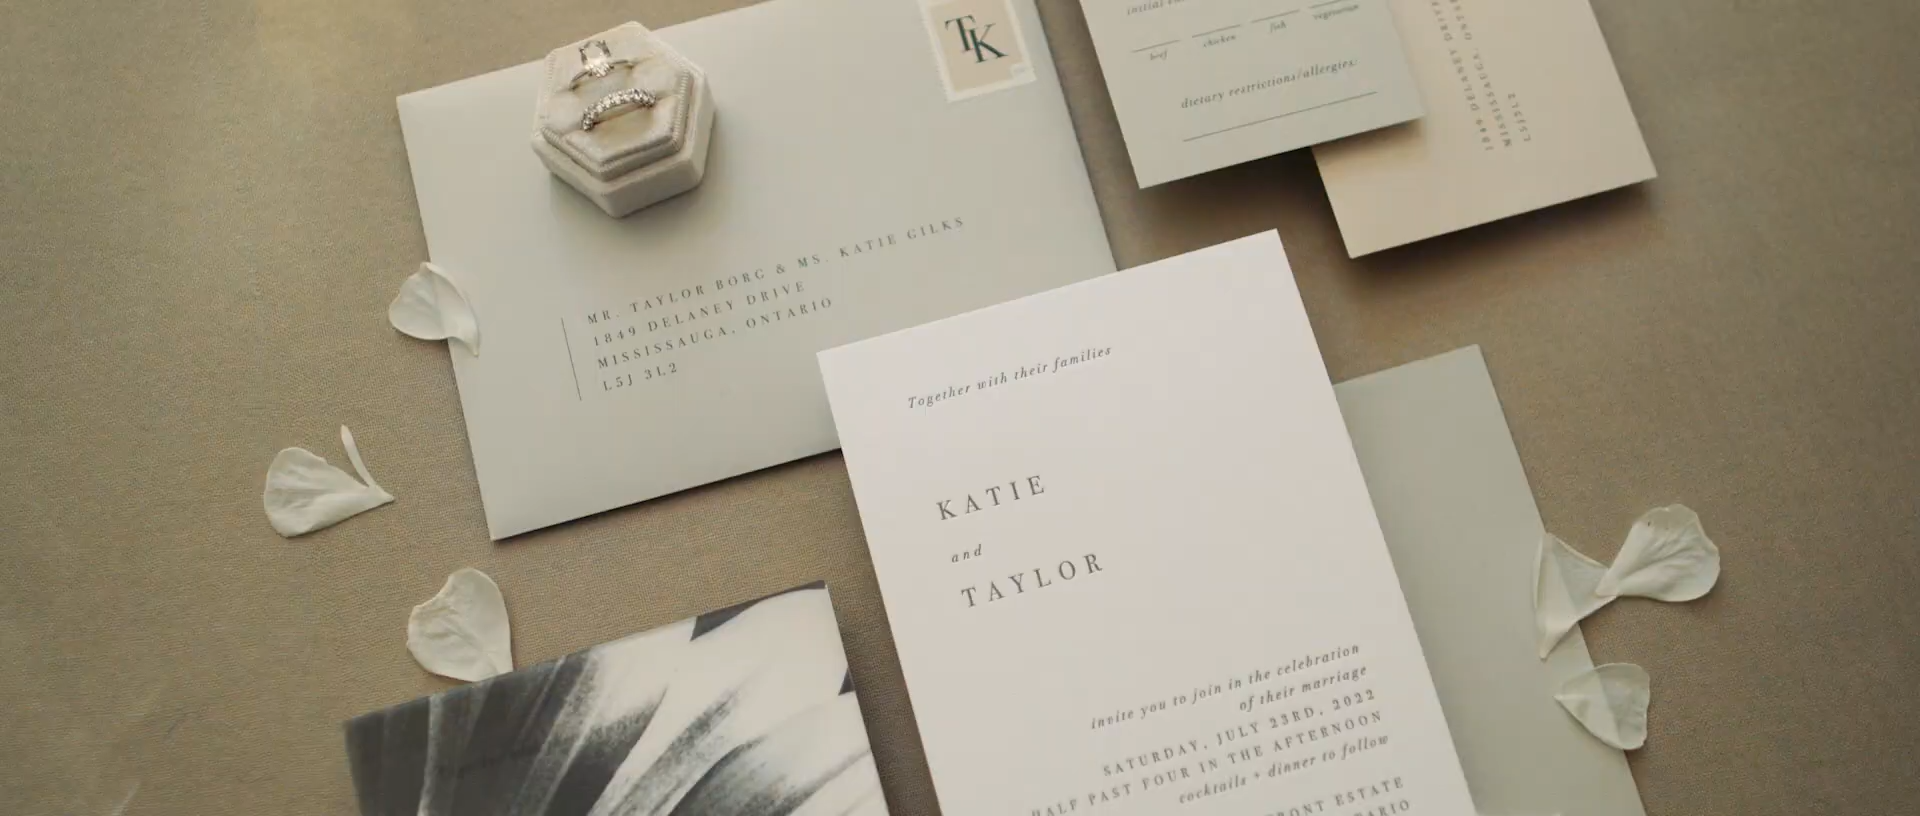 TK
MR. TAYLOR BORG & MS. KATIE GILKS
1849 DELANEY DRIVE
MISSISSAUGA, ONTARIO
L5J 3L2
beef
chicken
fish
vegetarian
dietary restrictions/allergies:
1849 DELANEY DRIVE
MISSISSAUGA, ONTARIO
L5J3L2
Together with their families
KATIE
and
TAYLOR
invite you to join in the celebration
of their marriage
SATURDAY, JULY 23RD, 2022
HALF PAST FOUR IN THE AFTERNOON
cocktails + dinner to follow
ESTATE